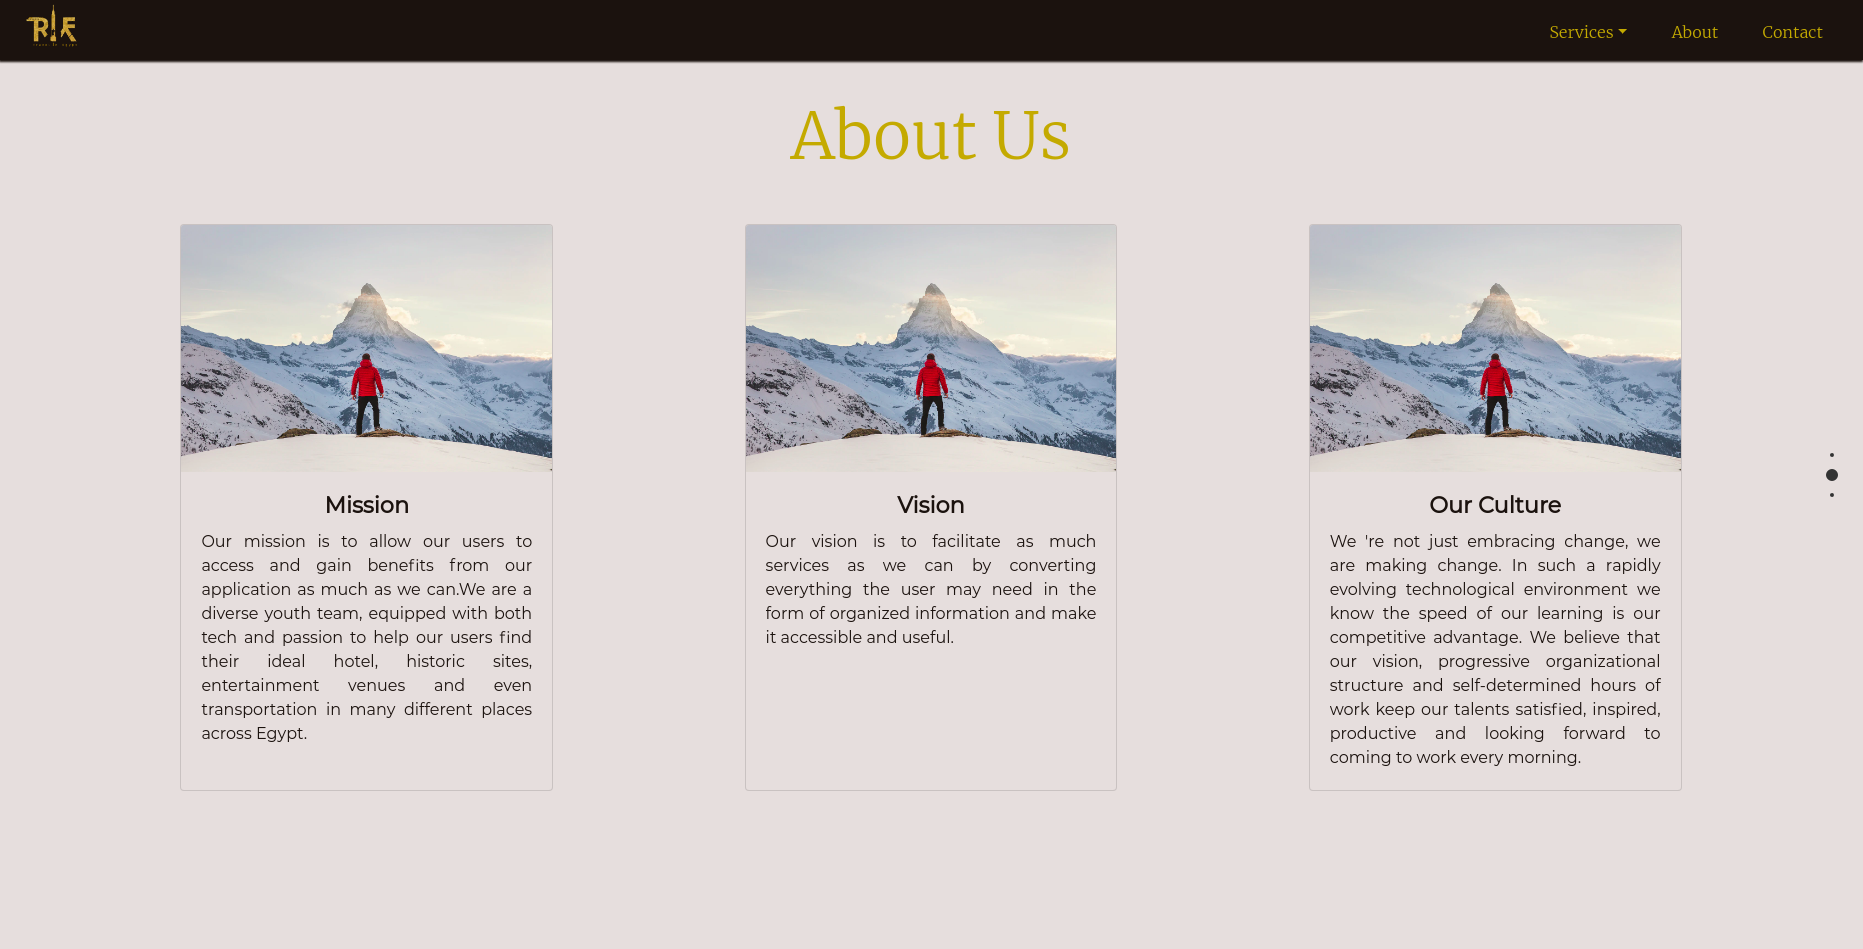 Services
About
Contact
About Us
Mission
Our mission is to allow our users to
access and gain benefits from our
application as much as we can.We are a
diverse youth team, equipped with both
tech and passion to help our users find
their ideal hotel, historic sites,
entertainment venues and even
transportation in many different places
across Egypt.
Vision
Our vision is to facilitate as much
services as we can by converting
everything the user may need in the
form of organized information and make
it accessible and useful.
Our Culture
We 're not just embracing change, we
are making change. In such a rapidly
evolving technological environment we
know the speed of our learning is our
competitive advantage. We believe that
our vision, progressive organizational
structure and self-determined hours of
work keep our talents satisfied, inspired,
productive and looking forward to
coming to work every morning.